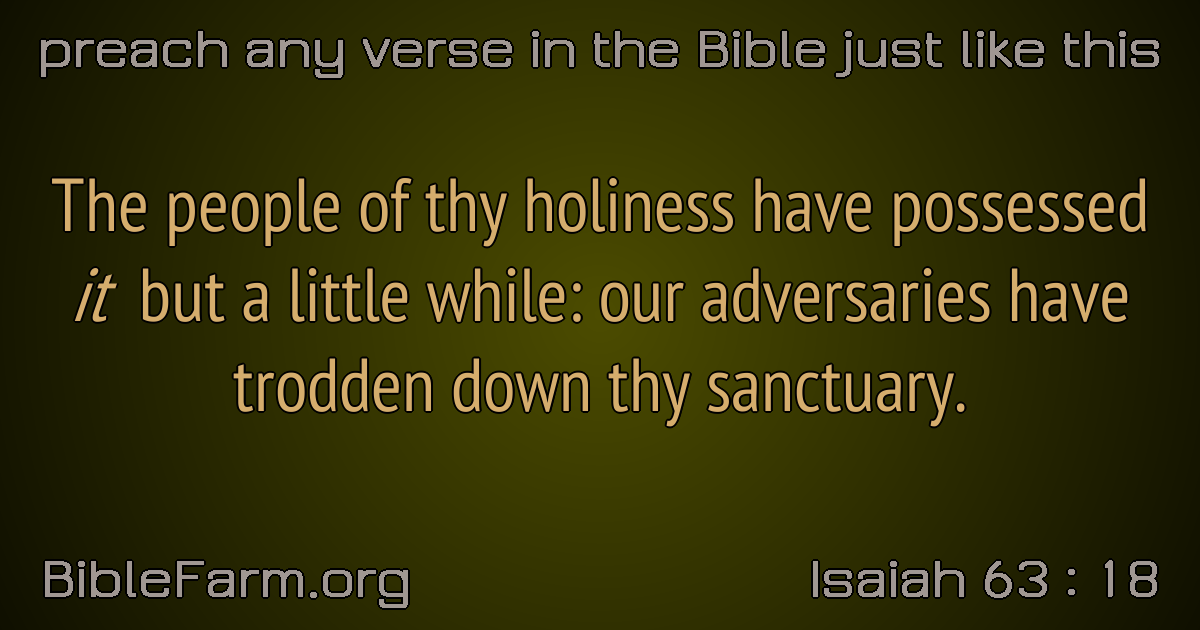 preach any verse in the Bible just like this
The people of thy holiness have possessed
it but a little while: our adversaries have
trodden down thy sanctuary.
BibleFarm.org
Isaiah 63 : 18